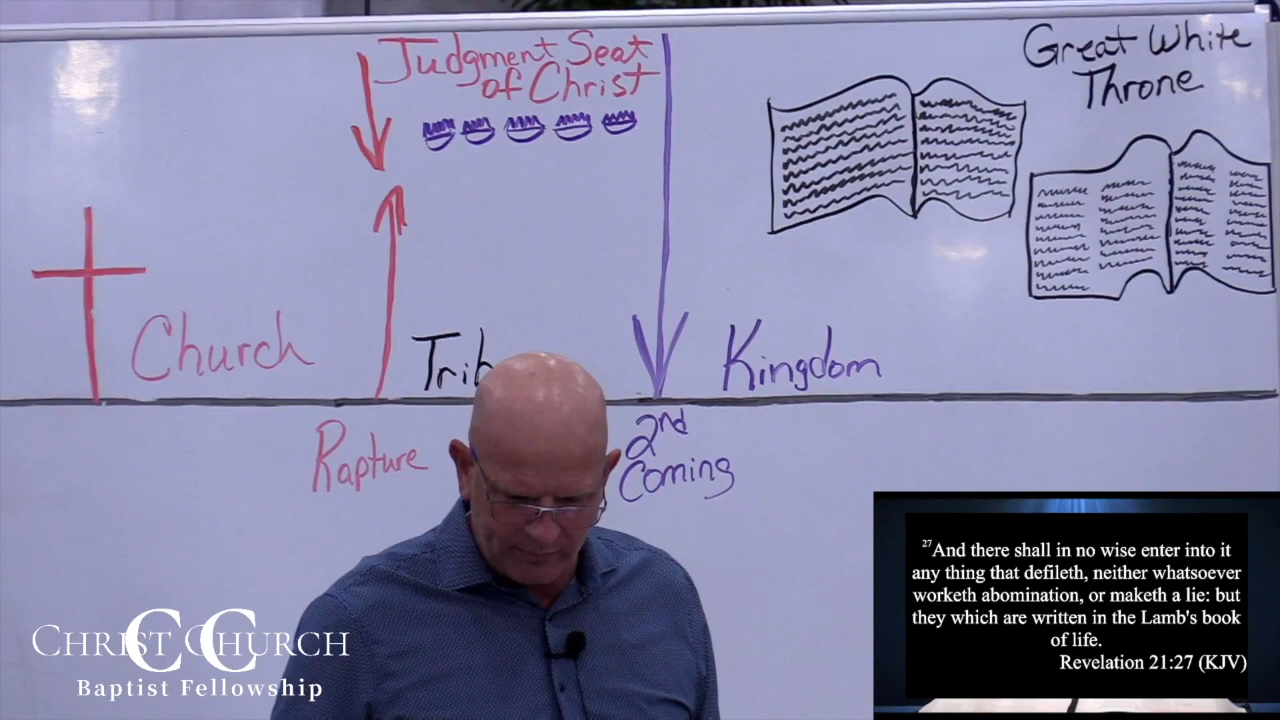 Judgment Seat
of Christ
Great White
Throne
Church
Trib
Kingdom
Rapture
2nd
Coming
27And there shall in no wise enter into it
any thing that defileth, neither whatsoever
worketh abomination, or maketh a lie: but
they which are written in the Lamb's book
of life.
Revelation 21:27 (KJV)
CC
CHRIST CHURCH
Baptist Fellowship